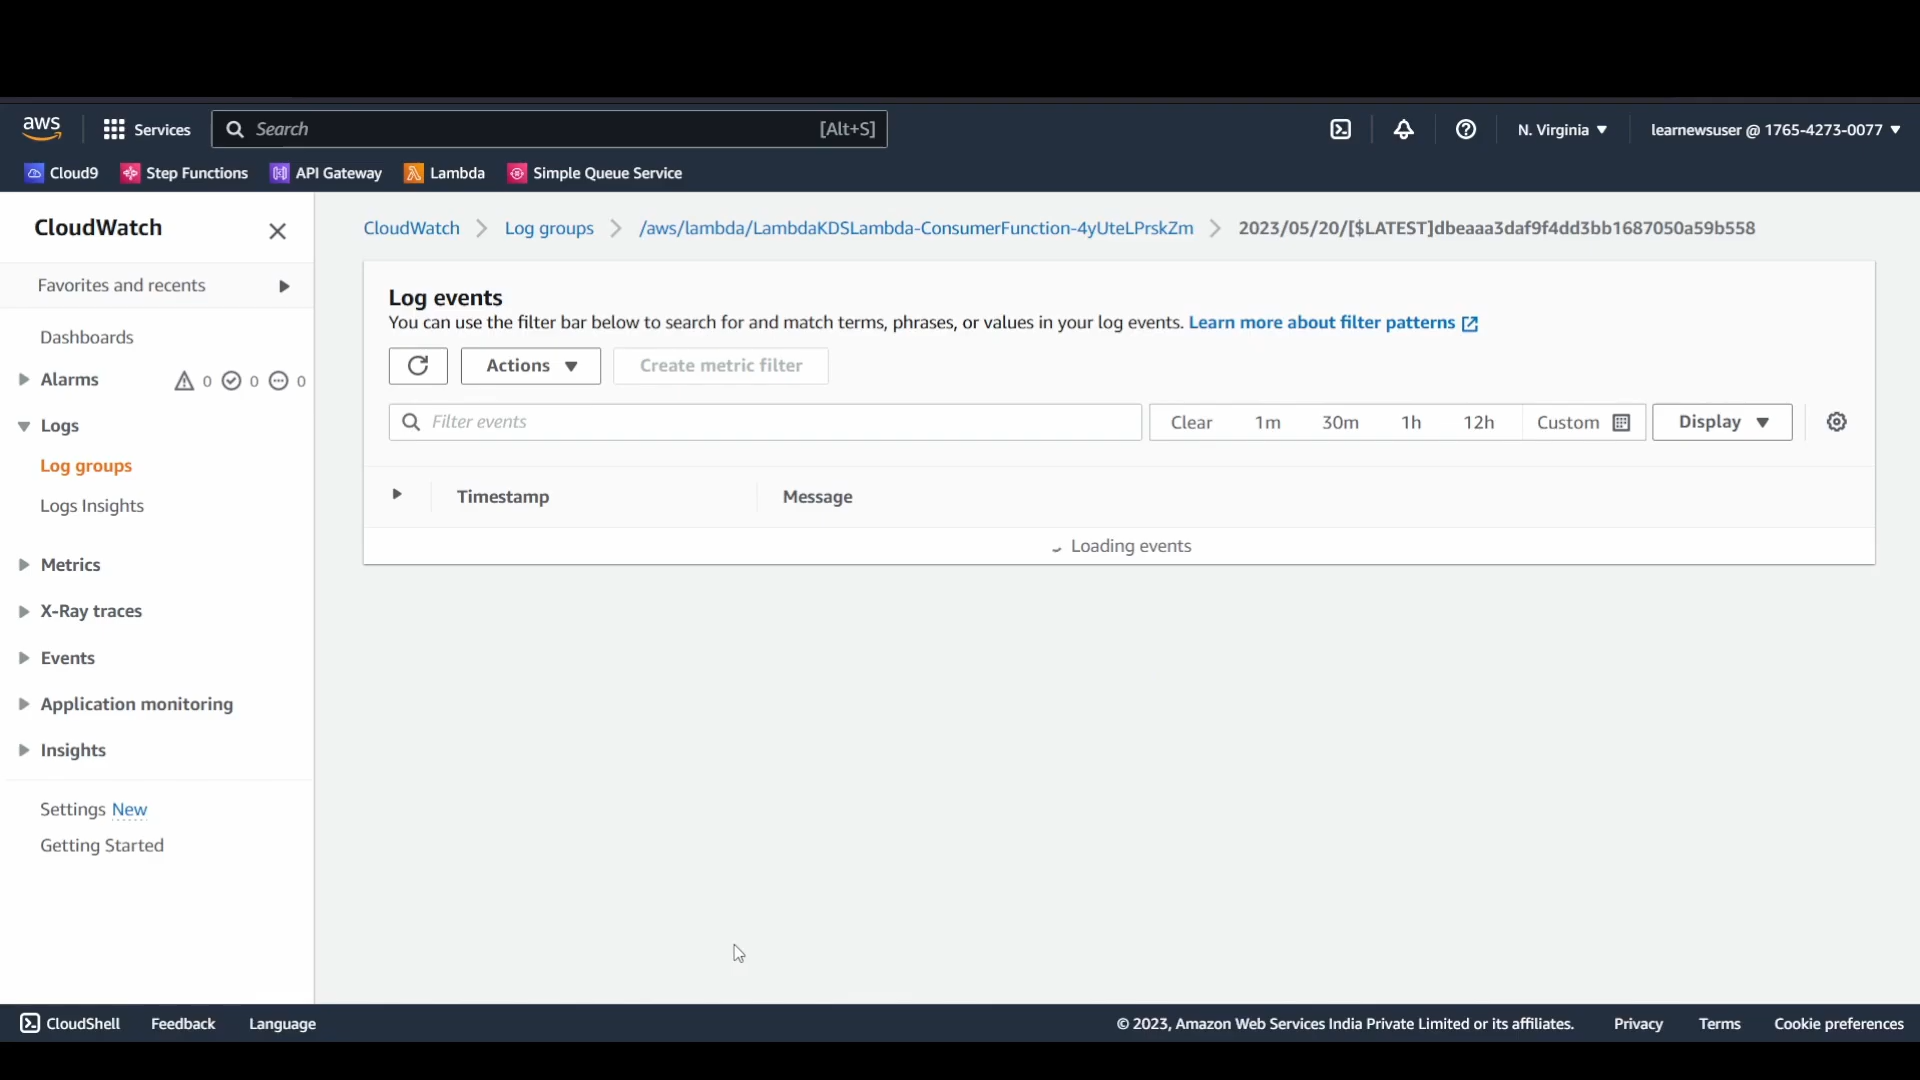 aws Services Search [Alt+S] N. Virginia learnewsuser @ 1765-4273-0077
Cloud9 Step Functions API Gateway Lambda Simple Queue Service
CloudWatch
Favorites and recents
Dashboards
Alarms 0 0 0
Logs
Log groups
Logs Insights
Metrics
X-Ray traces
Events
Application monitoring
Insights
Settings New
Getting Started
CloudWatch Log groups /aws/lambda/LambdaKDSLambda-ConsumerFunction-4yUteLPrskZm 2023/05/20/[$LATEST]dbeaaa3daf9f4dd3bb1687050a59b558
Log events
You can use the filter bar below to search for and match terms, phrases, or values in your log events. Learn more about filter patterns
Actions Create metric filter
Filter events Clear 1m 30m 1h 12h Custom Display
Timestamp Message
Loading events
CloudShell Feedback Language © 2023, Amazon Web Services India Private Limited or its affiliates. Privacy Terms Cookie preferences